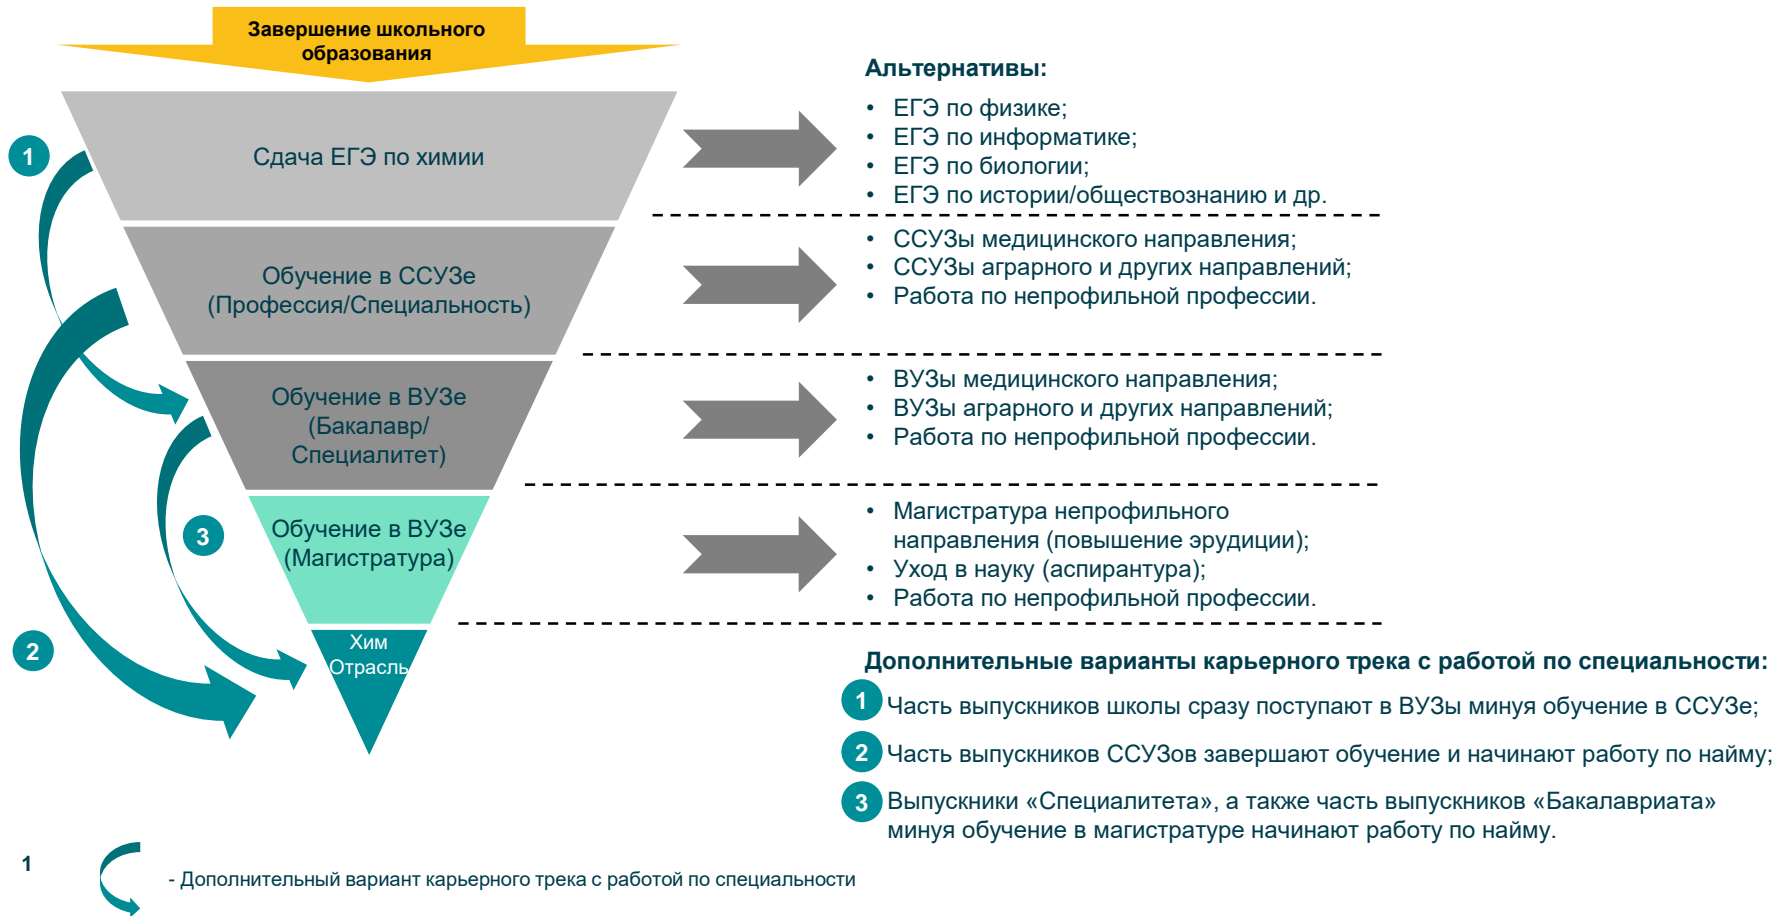 Завершение школьного
образования
Сдача ЕГЭ по химии
Обучение в ССУЗе
(Профессия/Специальность)
Обучение в ВУЗе
(Бакалавр/
Специалитет)
Обучение в ВУЗе
(Магистратура)
Хим
Отрасль
1
2
3
Альтернативы:
• ЕГЭ по физике;
• ЕГЭ по информатике;
• ЕГЭ по биологии;
• ЕГЭ по истории/обществознанию и др.
• ССУЗы медицинского направления;
• ССУЗы аграрного и других направлений;
• Работа по непрофильной профессии.
• ВУЗы медицинского направления;
• ВУЗы аграрного и других направлений;
• Работа по непрофильной профессии.
• Магистратура непрофильного
направления (повышение эрудиции);
• Уход в науку (аспирантура);
• Работа по непрофильной профессии.
Дополнительные варианты карьерного трека с работой по специальности:
1 Часть выпускников школы сразу поступают в ВУЗы минуя обучение в ССУЗе;
2 Часть выпускников ССУЗов завершают обучение и начинают работу по найму;
3 Выпускники «Специалитета», а также часть выпускников «Бакалавриата»
минуя обучение в магистратуре начинают работу по найму.
1
- Дополнительный вариант карьерного трека с работой по специальности